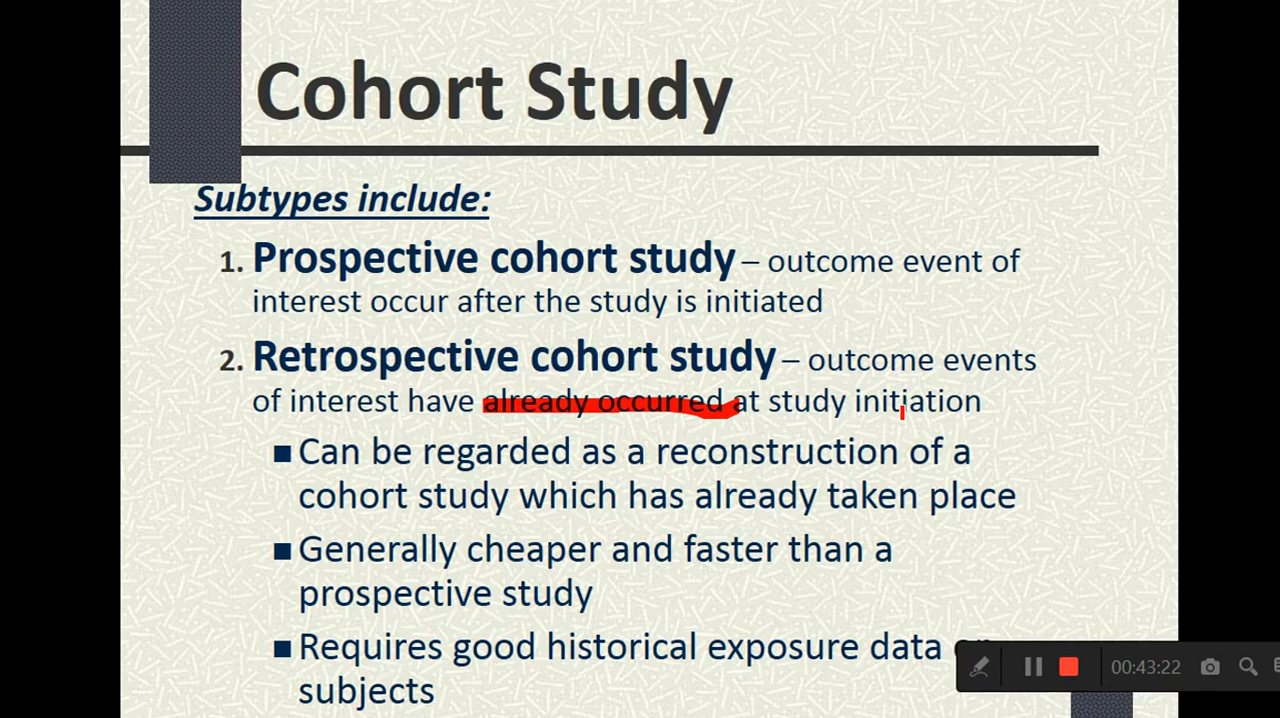 Cohort Study
Subtypes include:
1. Prospective cohort study – outcome event of
interest occur after the study is initiated
2. Retrospective cohort study – outcome events
of interest have already occurred at study initiation
■ Can be regarded as a reconstruction of a
cohort study which has already taken place
■ Generally cheaper and faster than a
prospective study
■ Requires good historical exposure data
subjects
00:43:22